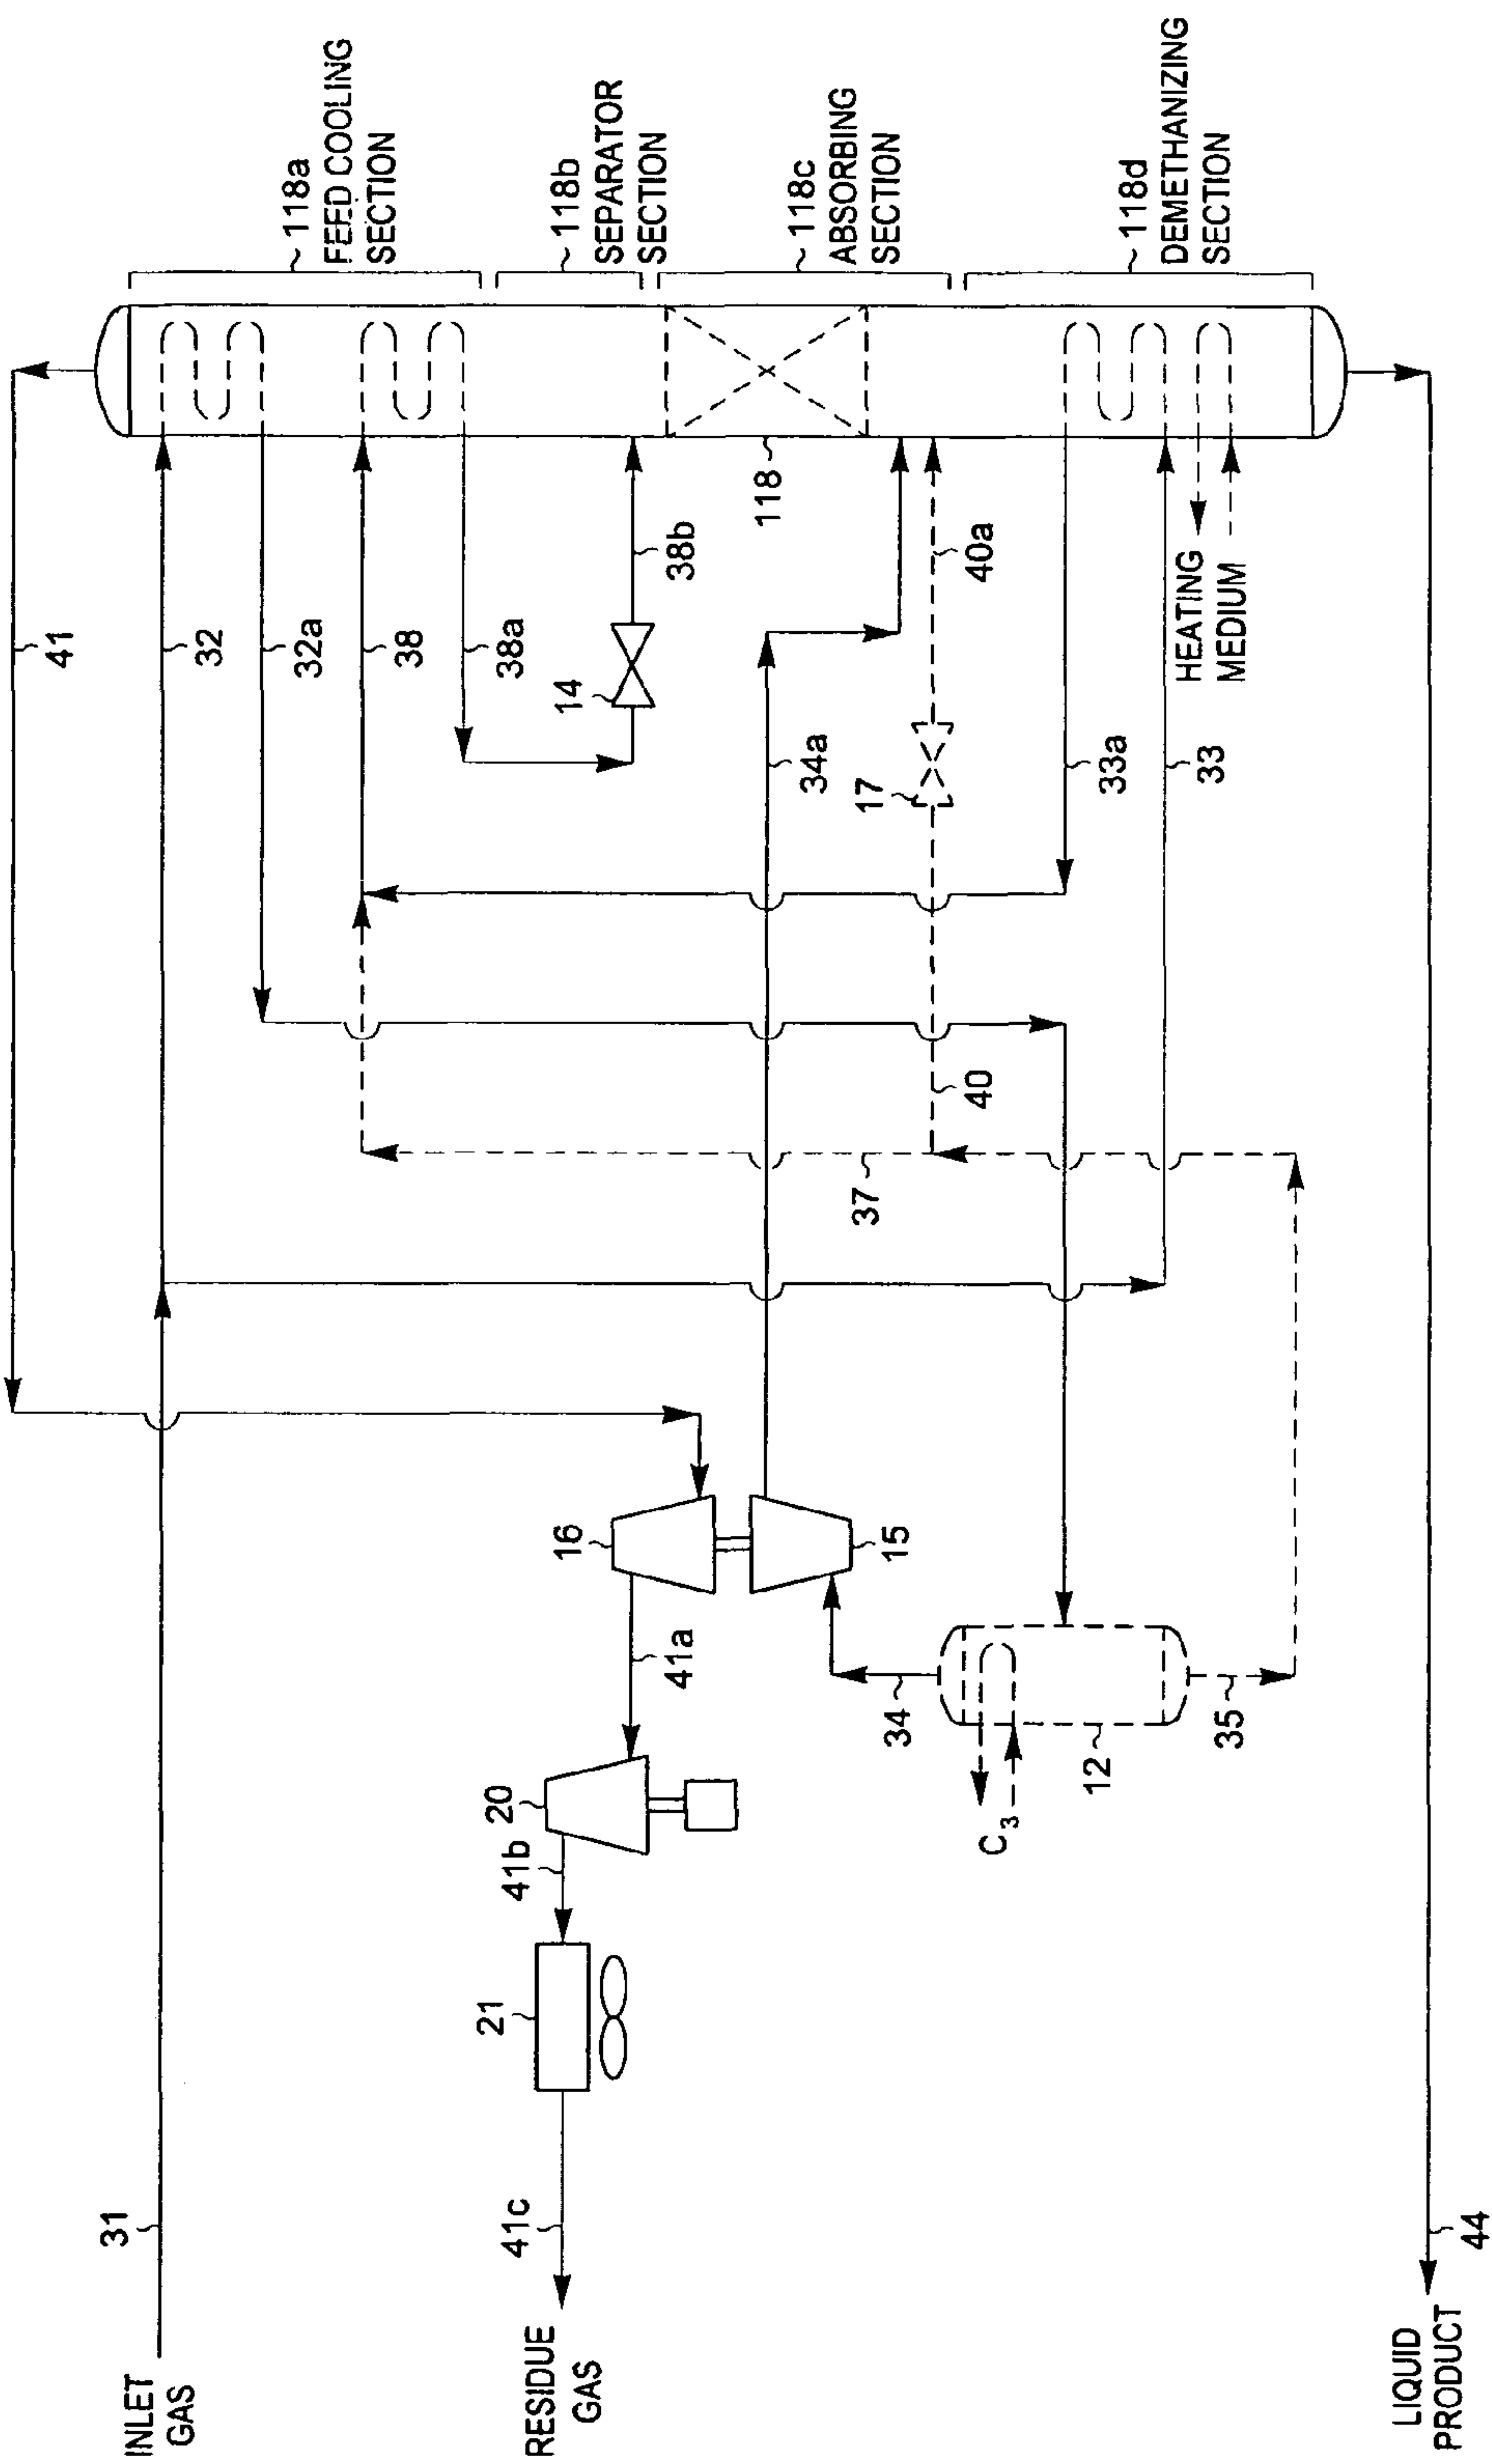 INLET
GAS
31
RESIDUE
GAS
41c
21
41b
20
41a
16
15
34
C3
12
35
44
LIQUID
PRODUCT
41
32
32a
38
38a
14
38b
34a
17
40
40a
37
33a
33
118
HEATING
MEDIUM
118a
FEED COOLING
SECTION
118b
SEPARATOR
SECTION
118c
ABSORBING
SECTION
118d
DEMETHANIZING
SECTION